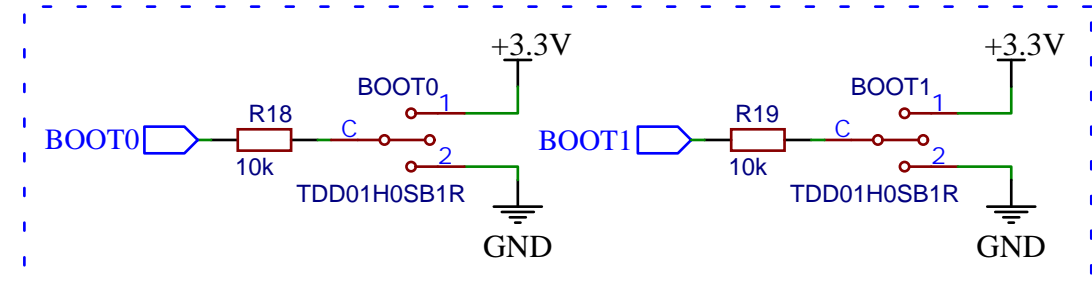 +3.3V
BOOT0
1
R18
BOOT0
C
10k
2
TDD01H0SB1R
GND
+3.3V
BOOT1
1
R19
BOOT1
C
10k
2
TDD01H0SB1R
GND